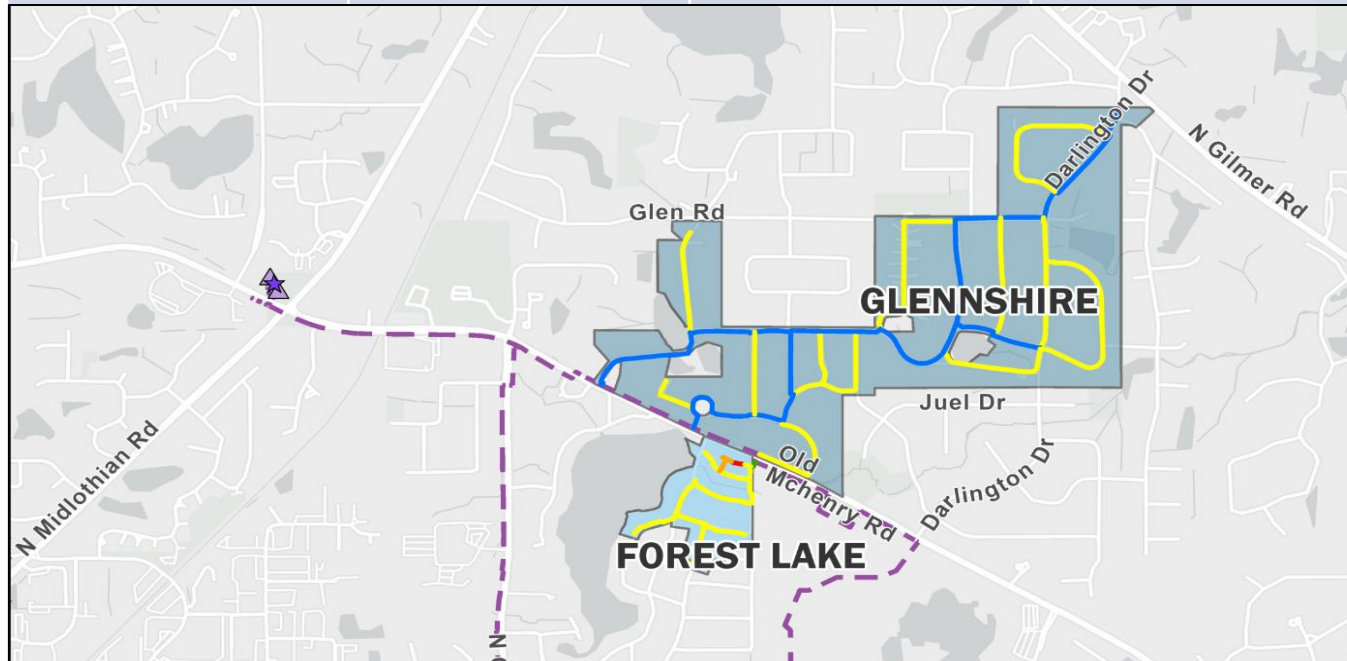 Darlington Dr
N Gilmer Rd
Glen Rd
GLENNSHIRE
Juel Dr
N Midlothian Rd
Old
Mchenry Rd
Darlington Dr
FOREST LAKE
N